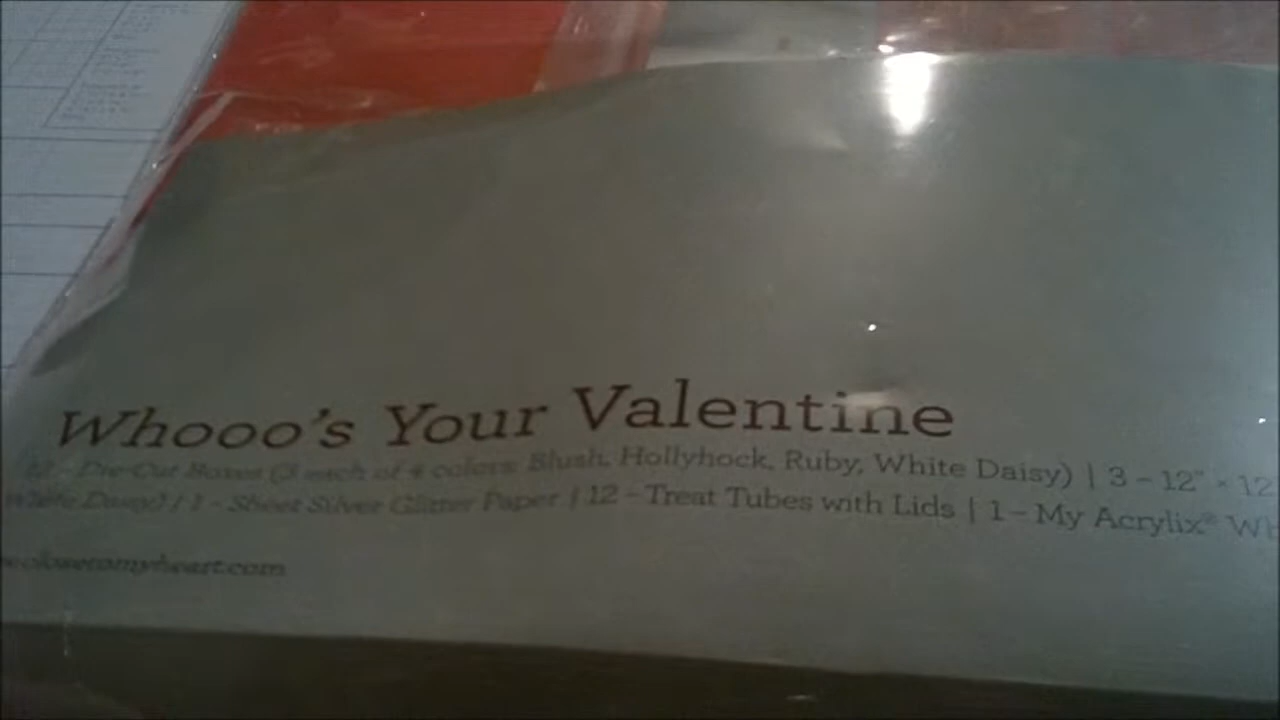 Whooo's Your Valentine
12 - Die-Cut Boxes (3 each of 4 colors: Blush, Hollyhock, Ruby, White Daisy) | 3 – 12" × 12
White Daisy) | 1 - Sheet Silver Glitter Paper | 12 – Treat Tubes with Lids | 1 – My Acrylix®
closetomyheart.com